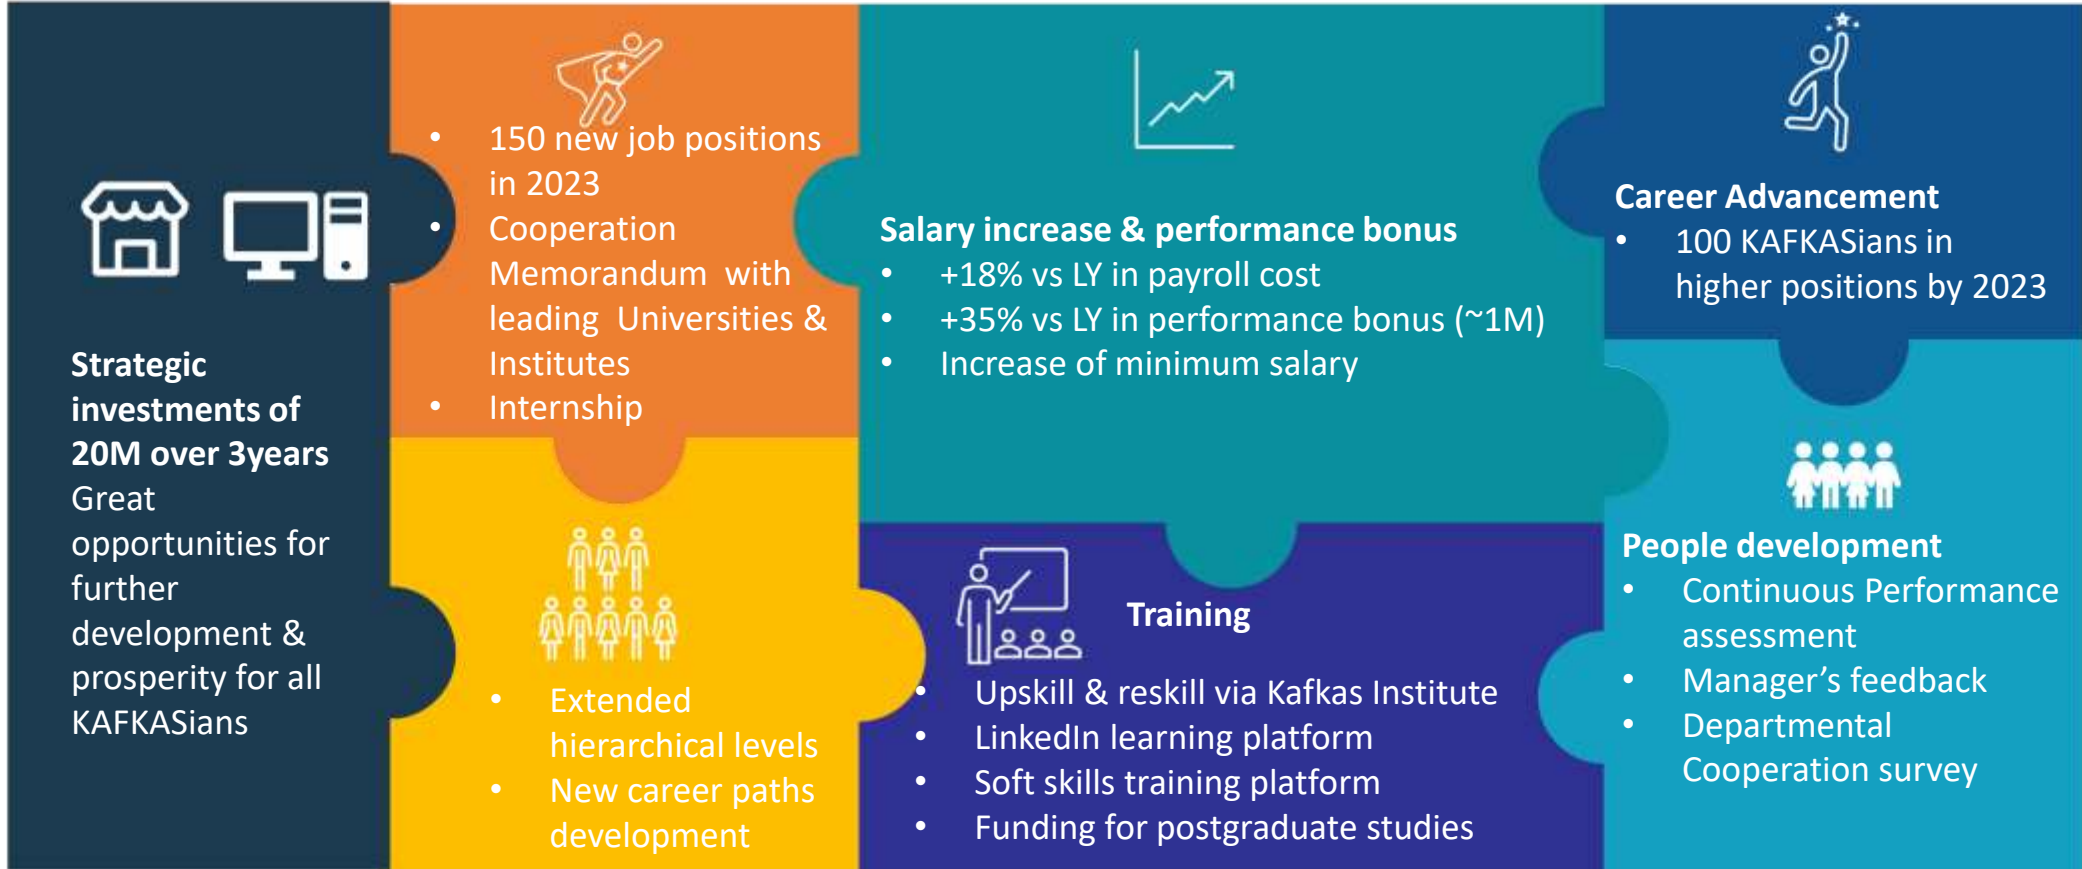 Strategic
investments of
20M over 3years
Great
opportunities for
further
development &
prosperity for all
KAFKASians
• 150 new job positions
in 2023
• Cooperation
Memorandum with
leading Universities &
Institutes
• Internship
• Extended
hierarchical levels
• New career paths
development
Salary increase & performance bonus
• +18% vs LY in payroll cost
• +35% vs LY in performance bonus (~1M)
• Increase of minimum salary
Training
• Upskill & reskill via Kafkas Institute
• LinkedIn learning platform
• Soft skills training platform
• Funding for postgraduate studies
Career Advancement
• 100 KAFKASians in
higher positions by 2023
People development
• Continuous Performance
assessment
• Manager’s feedback
• Departmental
Cooperation survey